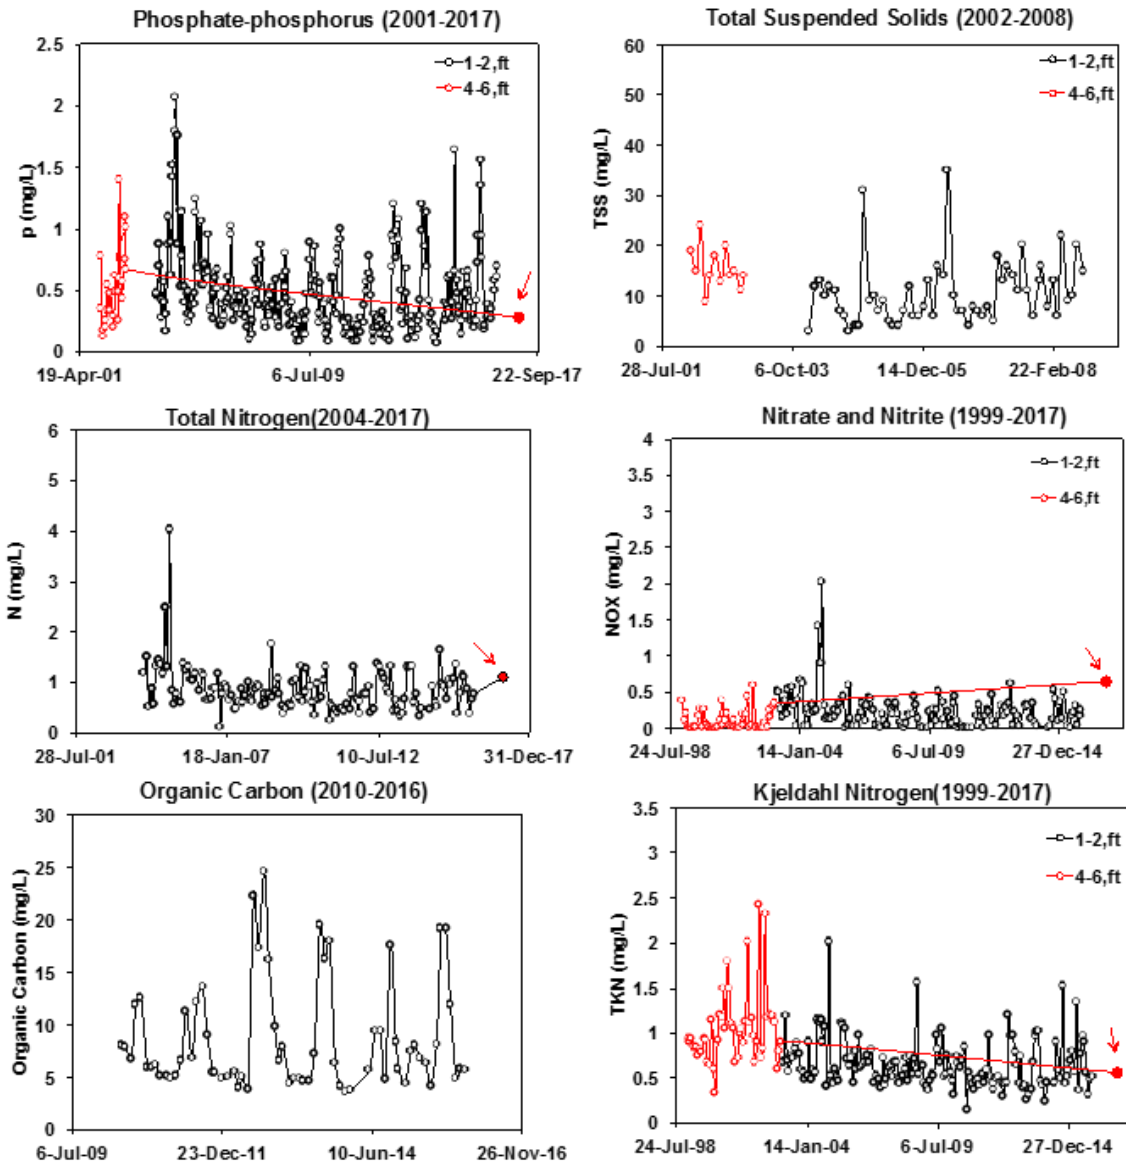 Phosphate-phosphorus (2001-2017)
2.5
2
1.5
1
0.5
0
p (mg/L)
1-2,ft
4-6,ft
19-Apr-01
6-Jul-09
22-Sep-17
Total Suspended Solids (2002-2008)
60
50
40
30
20
10
0
TSS (mg/L)
1-2,ft
4-6,ft
28-Jul-01
6-Oct-03
14-Dec-05
22-Feb-08
Total Nitrogen(2004-2017)
6
5
4
3
2
1
0
N (mg/L)
28-Jul-01
18-Jan-07
10-Jul-12
31-Dec-17
Nitrate and Nitrite (1999-2017)
4
3.5
3
2.5
2
1.5
1
0.5
0
NOX (mg/L)
1-2,ft
4-6,ft
24-Jul-98
14-Jan-04
6-Jul-09
27-Dec-14
Organic Carbon (2010-2016)
30
25
20
15
10
5
0
Organic Carbon (mg/L)
6-Jul-09
23-Dec-11
10-Jun-14
26-Nov-16
Kjeldahl Nitrogen(1999-2017)
3.5
3
2.5
2
1.5
1
0.5
0
TKN (mg/L)
1-2,ft
4-6,ft
24-Jul-98
14-Jan-04
6-Jul-09
27-Dec-14